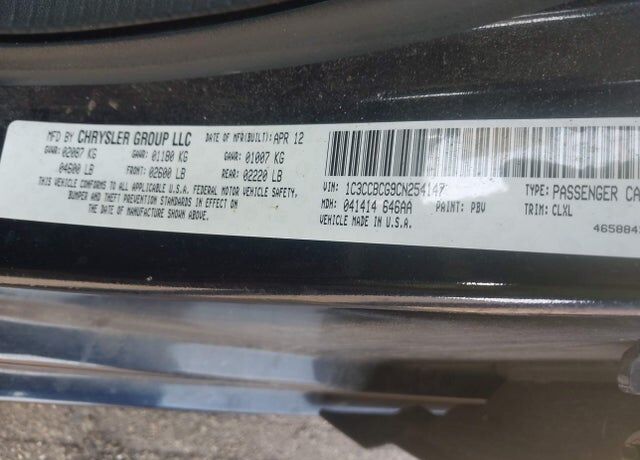 MFD BY CHRYSLER GROUP LLC DATE OF MFR(BUILT): APR 12
GVWR: 02087 KG GAWR: 01180 KG GAWR: 01007 KG
04600 LB FRONT: 02600 LB REAR: 02220 LB
THIS VEHICLE CONFORMS TO ALL APPLICABLE FEDERAL MOTOR VEHICLE SAFETY,
BUMPER AND THEFT PREVENTION STANDARDS IN EFFECT ON
THE DATE OF MANUFACTURE SHOWN ABOVE.
VIN: 1C3CCBCG9CN254147 TYPE: PASSENGER CA
MDH: 041414 646AA PAINT: PBV TRIM: CLXL
VEHICLE MADE IN U.S.A.